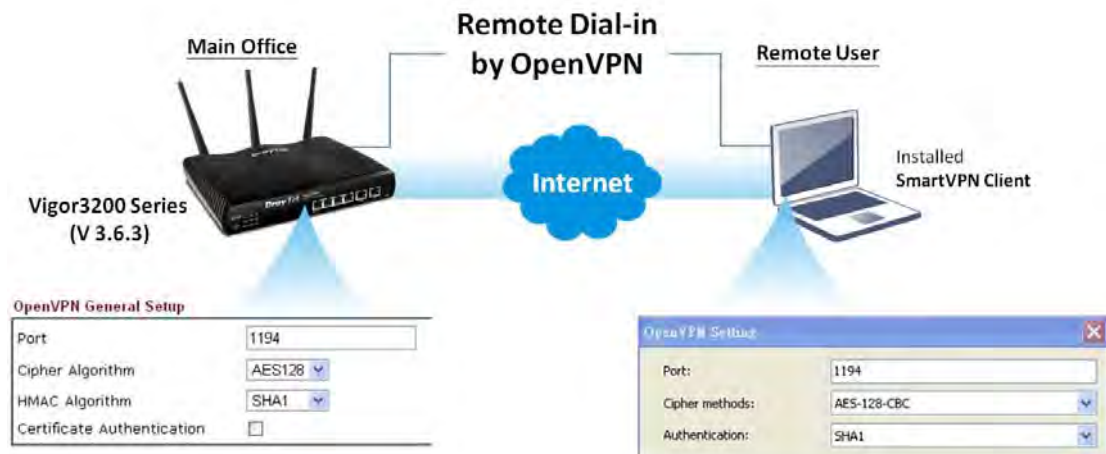 Remote Dial-in
by OpenVPN
Main Office
Remote User
Internet
Installed
SmartVPN Client
Vigor3200 Series
(V 3.6.3)
OpenVPN General Setup
Port 1194
Cipher Algorithm AES128
HMAC Algorithm SHA1
Certificate Authentication
OpenVPN Setting
Port: 1194
Cipher methods: AES-128-CBC
Authentication: SHA1